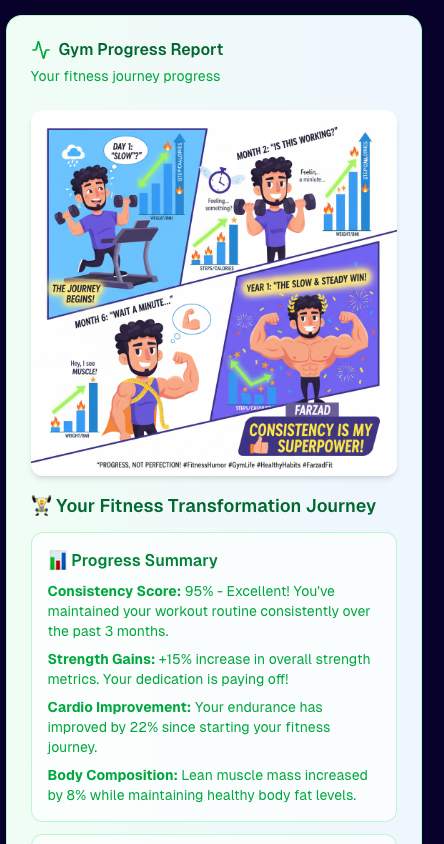 Gym Progress Report
Your fitness journey progress
DAY 1:
"SLOW"?"
STEP/CALORIES
WEIGHT/BMI
THE JOURNEY
BEGINS!
MONTH 2: "IS THIS WORKING?"
Feelin..
a minute...
Feeling...
something?
STEP/CALORIES
WEIGHT/BMI
STEPS/CALORIES
MONTH 6: "WAIT A MINUTE..."
Hey, I see
MUSCLE!
WEIGHT/BMI
YEAR 1: "THE SLOW & STEADY WIN!
FARZAD
CONSISTENCY IS MY
SUPERPOWER!
"PROGRESS, NOT PERFECTION! #FitnessHumor #GymLife #HealthyHabits #FarzadFit
Your Fitness Transformation Journey
Progress Summary
Consistency Score: 95% - Excellent! You've
maintained your workout routine consistently over
the past 3 months.
Strength Gains: +15% increase in overall strength
metrics. Your dedication is paying off!
Cardio Improvement: Your endurance has
improved by 22% since starting your fitness
journey.
Body Composition: Lean muscle mass increased
by 8% while maintaining healthy body fat levels.